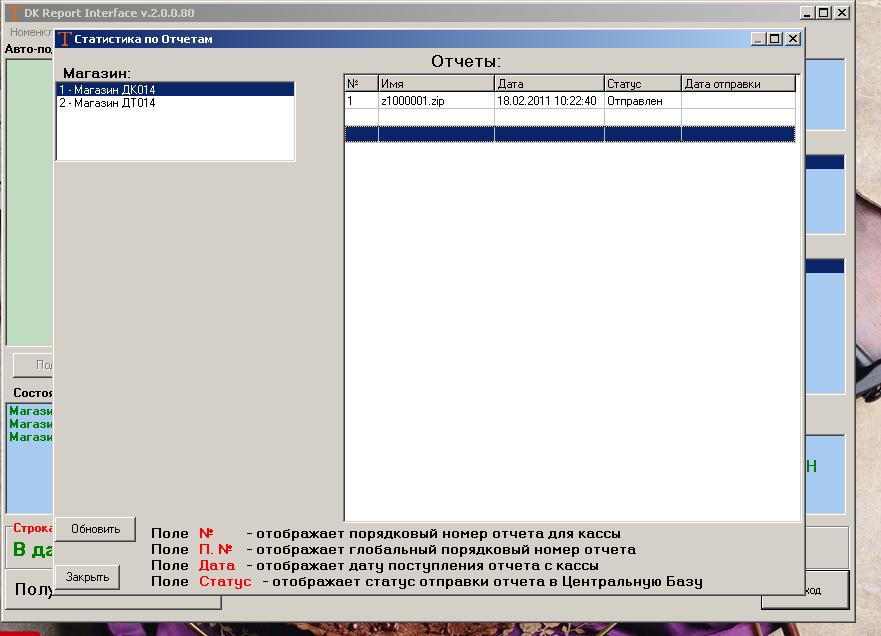 DK Report Interface v.2.0.0.80
Статистика по Отчетам
Авто-по
Магазин:
1 - Магазин ДК014
2 - Магазин ДТ014
Отчеты:
№ Имя Дата Статус Дата отправки
1 z1000001.zip 18.02.2011 10:22:40 Отправлен
Состоя
Магази
Магази
Магази
Строка
В да
Полу
Обновить
Закрыть
Поле № - отображает порядковый номер отчета для кассы
Поле П. № - отображает глобальный порядковый номер отчета
Поле Дата - отображает дату поступления отчета с кассы
Поле Статус - отображает статус отправки отчета в Центральную Базу
Н
ход